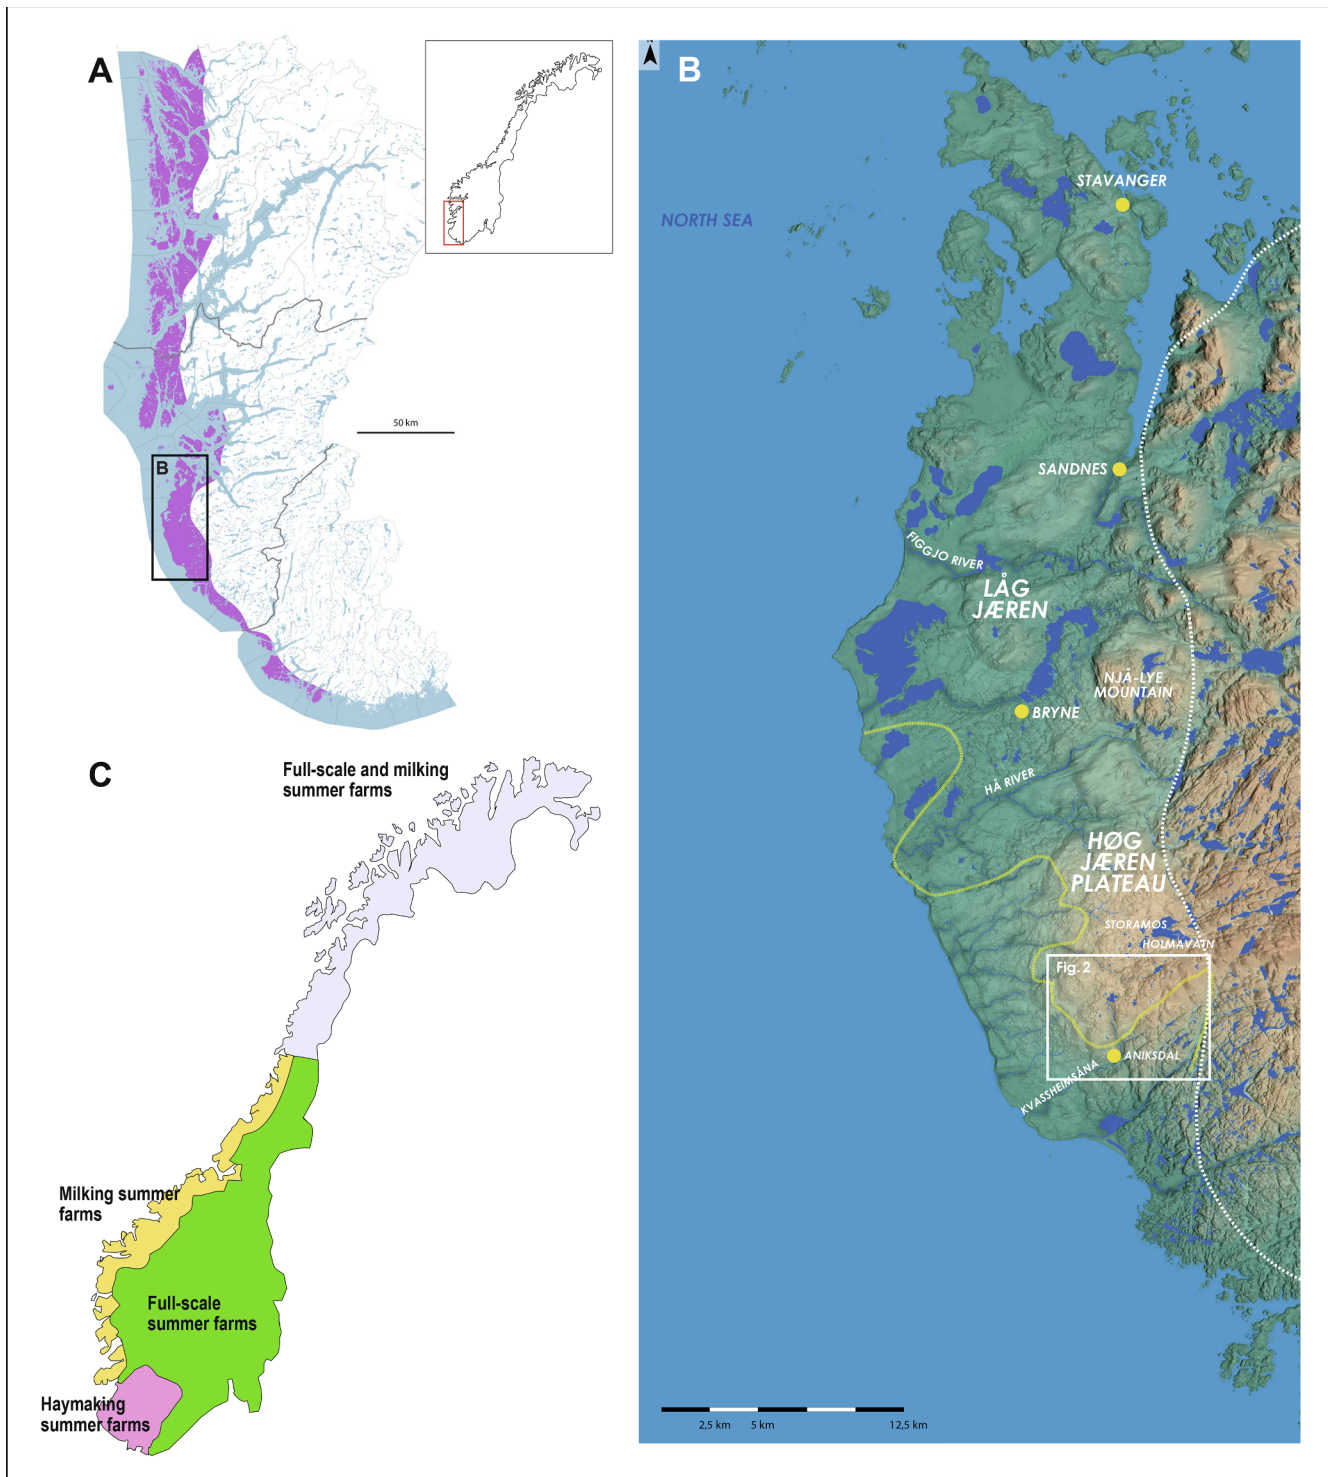 A
50 km
B
N
B
STAVANGER
NORTH SEA
SANDNES
FIGGJO RIVER
LÅG
JÆREN
NJÅ-LYE
MOUNTAIN
BRYNE
HÅ RIVER
HØG
JÆREN
PLATEAU
STORAMOS
HOLMAVATN
Fig. 2
ANIKSDAL
KVASSHEIMSÅNA
2,5 km 5 km 12,5 km
C
Full-scale and milking
summer farms
Milking summer
farms
Full-scale
summer farms
Haymaking
summer farms